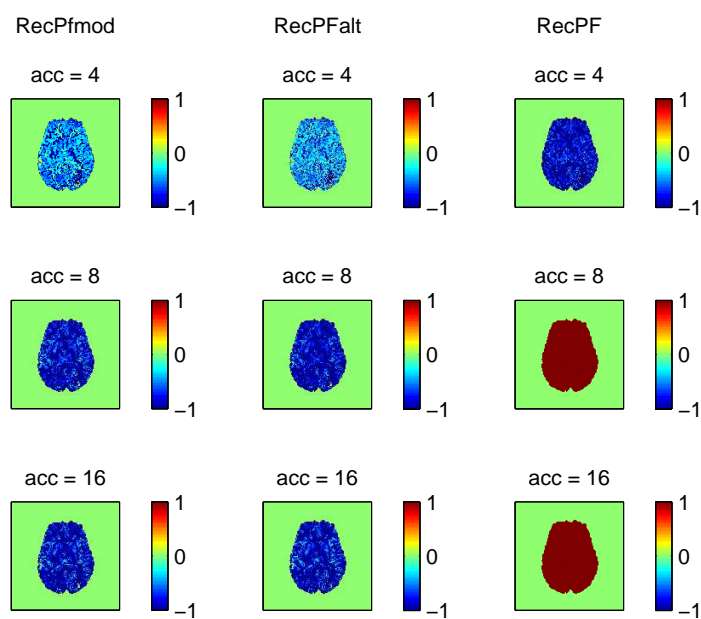 RecPfmod RecPFalt RecPF
acc = 4 acc = 4 acc = 4
1 1 1
0 0 0
−1 −1 −1
acc = 8 acc = 8 acc = 8
1 1 1
0 0 0
−1 −1 −1
acc = 16 acc = 16 acc = 16
1 1 1
0 0 0
−1 −1 −1